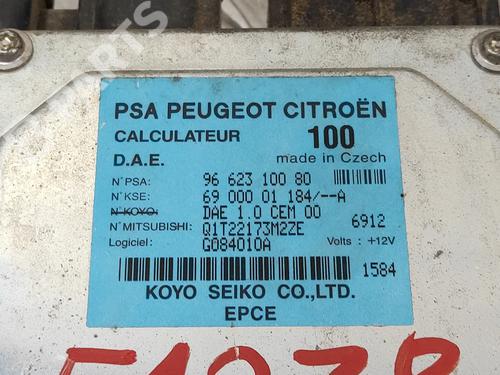 PARTS
PSA PEUGEOT CITROËN
CALCULATEUR 100
D.A.E. made in Czech
N°PSA: 96 623 100 80
N°KSE: 69 000 01 184/--A
N°KOYO: DAE 1.0 CEM 00
N°MITSUBISHI: Q1T22173M2ZE 6912
Logiciel: G084010A Volts : +12V
1584
KOYO SEIKO CO.,LTD.
EPCE